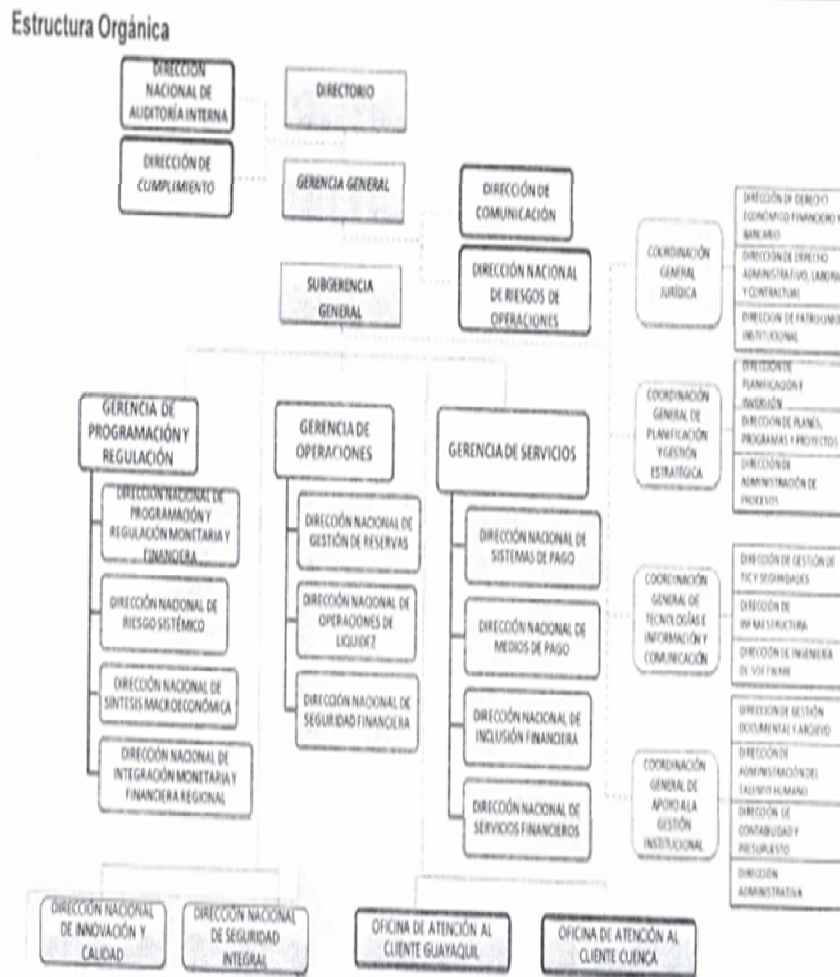 Estructura Orgánica
DIRECCIÓN
NACIONAL DE
AUDITORÍA INTERNA
DIRECTORIO
DIRECCIÓN DE
CUMPLIMIENTO
GERENCIA GENERAL
DIRECCIÓN DE
COMUNICACIÓN
SUBGERENCIA
GENERAL
DIRECCIÓN NACIONAL
DE RIESGOS DE
OPERACIONES
COORDINACIÓN
GENERAL
JURÍDICA
DIRECCIÓN DE DERECHO
ECONÓMICO FINANCIERO Y
BANCARIO
DIRECCIÓN DE DERECHO
ADMINISTRATIVO, LABORA
Y CONTRACTUAL
DIRECCIÓN DE PATROCINIO
INSTITUCIONAL
COORDINACIÓN
GENERAL DE
PLANIFICACIÓN
Y GESTIÓN
ESTRATÉGICA
DIRECCIÓN DE
PLANIFICACIÓN E
INVERSIÓN
DIRECCIÓN DE PLANES,
PROGRAMAS Y PROYECTOS
DIRECCIÓN DE
ADMINISTRACIÓN DE
PROCESOS
GERENCIA DE
PROGRAMACIÓN Y
REGULACIÓN
DIRECCIÓN NACIONAL DE
PROGRAMACIÓN Y
REGULACIÓN MONETARIA Y
FINANCIERA
DIRECCIÓN NACIONAL DE
RIESGO SISTÉMICO
DIRECCIÓN NACIONAL DE
SÍNTESIS MACROECONÓMICA
DIRECCIÓN NACIONAL DE
INTEGRACIÓN MONETARIA Y
FINANCIERA REGIONAL
GERENCIA DE
OPERACIONES
DIRECCIÓN NACIONAL DE
GESTIÓN DE RESERVAS
DIRECCIÓN NACIONAL DE
OPERACIONES DE
LIQUIDEZ
DIRECCIÓN NACIONAL DE
SEGURIDAD FINANCIERA
GERENCIA DE SERVICIOS
DIRECCIÓN NACIONAL DE
SISTEMAS DE PAGO
DIRECCIÓN NACIONAL DE
MEDIOS DE PAGO
DIRECCIÓN NACIONAL DE
INCLUSIÓN FINANCIERA
DIRECCIÓN NACIONAL DE
SERVICIOS FINANCIEROS
COORDINACIÓN
GENERAL DE
TECNOLOGÍAS E
INFORMACIÓN Y
COMUNICACIÓN
DIRECCIÓN DE GESTIÓN DE
TIC Y SEGURIDADES
DIRECCIÓN DE
INFRAESTRUCTURA
DIRECCIÓN DE INGENIERÍA
DE SOFTWARE
COORDINACIÓN
GENERAL DE
APOYO A LA
GESTIÓN
INSTITUCIONAL
DIRECCIÓN DE GESTIÓN
DOCUMENTAL Y ARCHIVO
DIRECCIÓN DE
ADMINISTRACIÓN DEL
TALENTO HUMANO
DIRECCIÓN DE
CONTABILIDAD Y
PRESUPUESTO
DIRECCIÓN
ADMINISTRATIVA
DIRECCIÓN NACIONAL
DE INNOVACIÓN Y
CALIDAD
DIRECCIÓN NACIONAL
DE SEGURIDAD
INTEGRAL
OFICINA DE ATENCIÓN AL
CLIENTE GUAYAQUIL
OFICINA DE ATENCIÓN AL
CLIENTE CUENCA